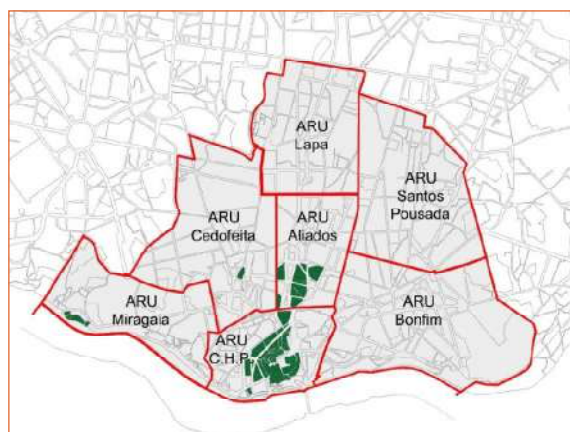 ARU
Lapa
ARU
Santos
Pousada
ARU
Cedofeita
ARU
Aliados
ARU
Miragaia
ARU
C.H.P.
ARU
Bonfim